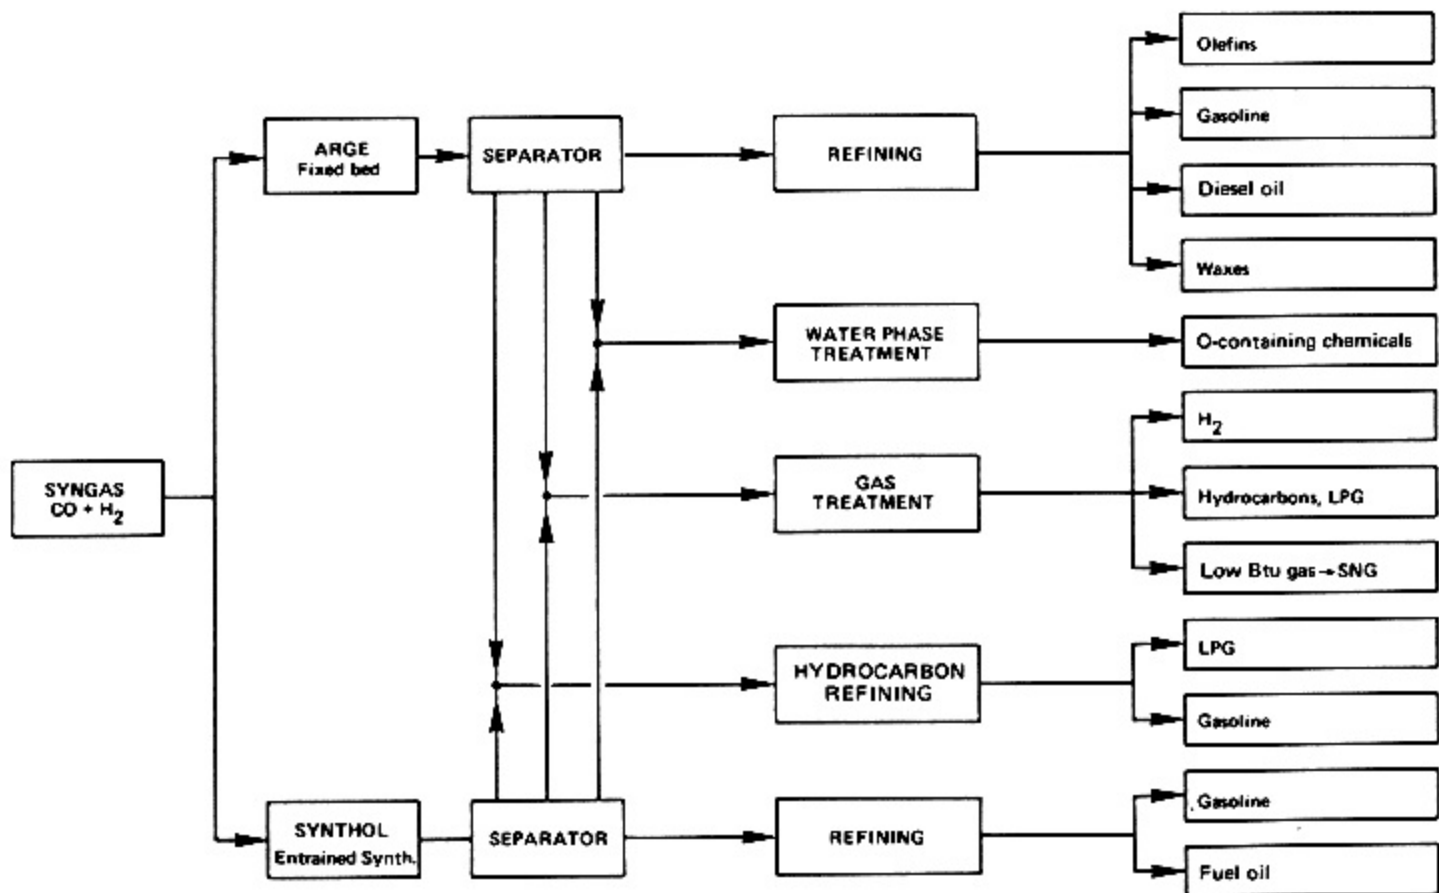 Olefins
Gasoline
ARGE
Fixed bed
SEPARATOR
REFINING
Diesel oil
Waxes
WATER PHASE
TREATMENT
O-containing chemicals
H2
SYNGAS
CO + H2
GAS
TREATMENT
Hydrocarbons, LPG
Low Btu gas→SNG
LPG
HYDROCARBON
REFINING
Gasoline
Gasoline
SYNTHOL
Entrained Synth.
SEPARATOR
REFINING
Fuel oil